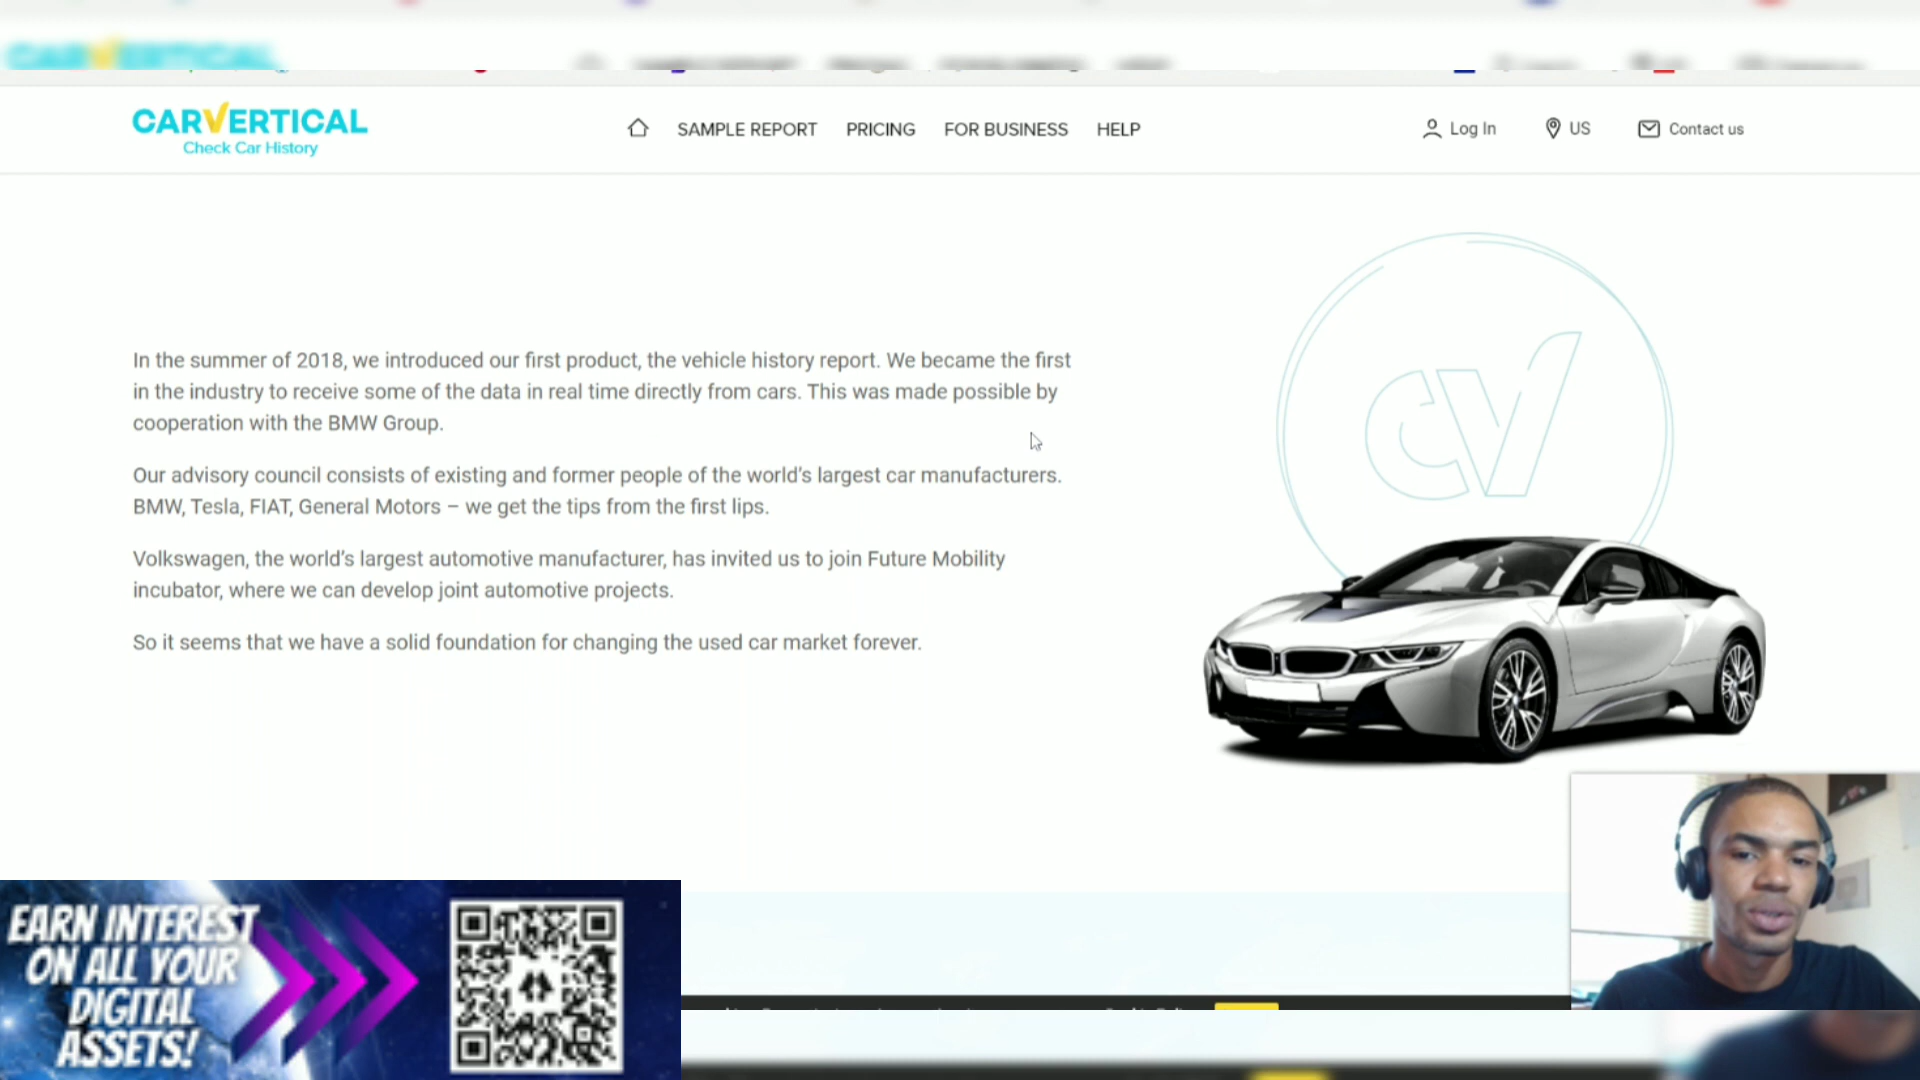 CARVERTICAL
Check Car History
SAMPLE REPORT
PRICING
FOR BUSINESS
HELP
Log In
US
Contact us
In the summer of 2018, we introduced our first product, the vehicle history report. We became the first
in the industry to receive some of the data in real time directly from cars. This was made possible by
cooperation with the BMW Group.
Our advisory council consists of existing and former people of the world's largest car manufacturers.
BMW, Tesla, FIAT, General Motors – we get the tips from the first lips.
Volkswagen, the world's largest automotive manufacturer, has invited us to join Future Mobility
incubator, where we can develop joint automotive projects.
So it seems that we have a solid foundation for changing the used car market forever.
CV
EARN INTEREST
ON ALL YOUR
DIGITAL
ASSETS!